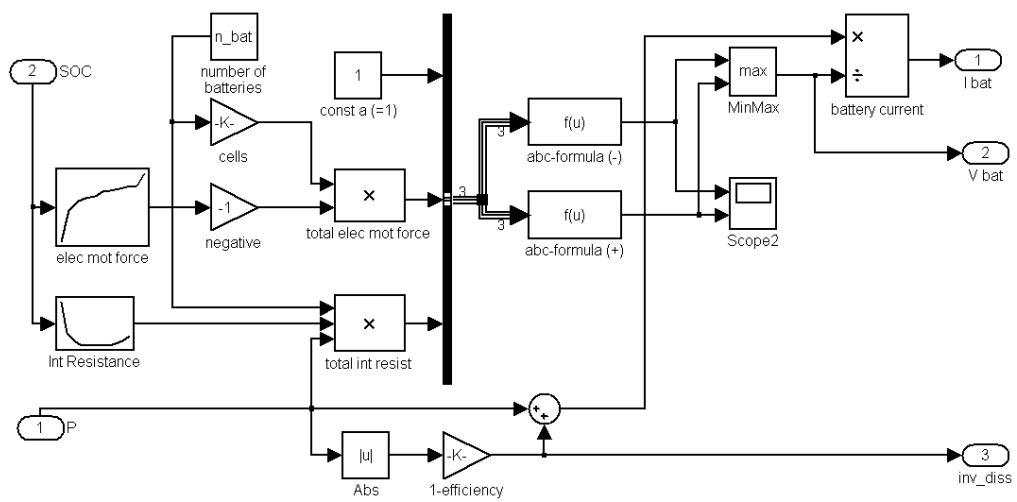 n_bat
number of
batteries
2
SOC
1
const a (=1)
-K-
cells
-1
negative
elec mot force
×
total elec mot force
Int Resistance
×
total int resist
3
3
3
f(u)
abc-formula (-)
f(u)
abc-formula (+)
max
MinMax
Scope2
×
÷
battery current
1
I bat
2
V bat
1
P
|u|
Abs
-K-
1-efficiency
+
+
3
inv_diss